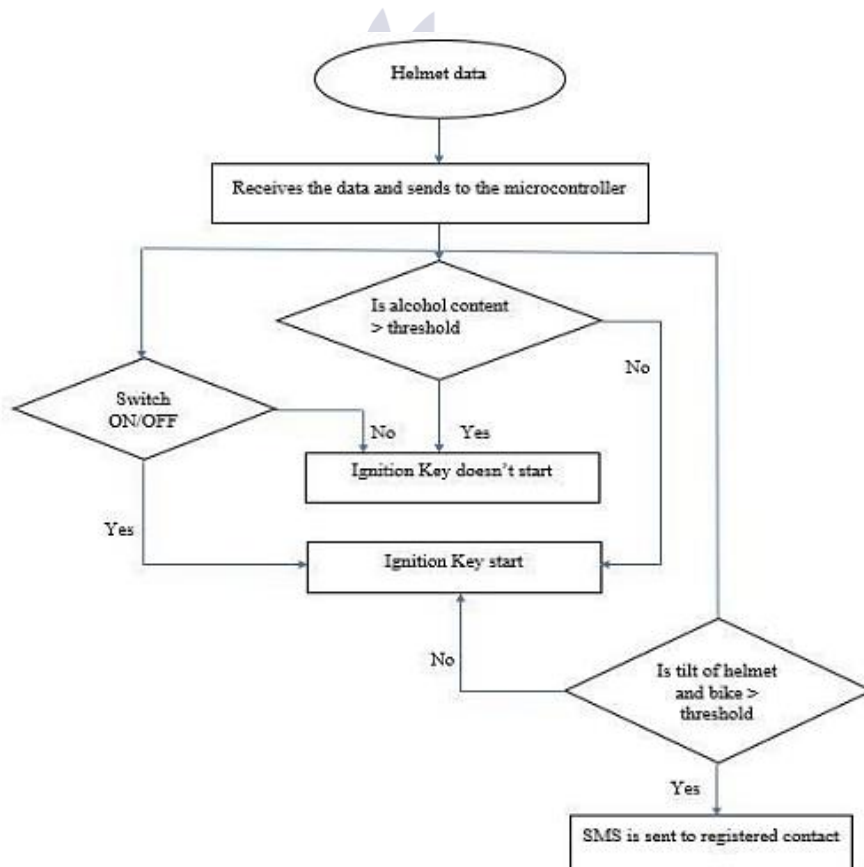 Helmet data
Receives the data and sends to the microcontroller
Is alcohol content
> threshold
No
Switch
ON/OFF
No
Yes
Ignition Key doesn't start
Yes
Ignition Key start
No
Is tilt of helmet
and bike >
threshold
Yes
SMS is sent to registered contact